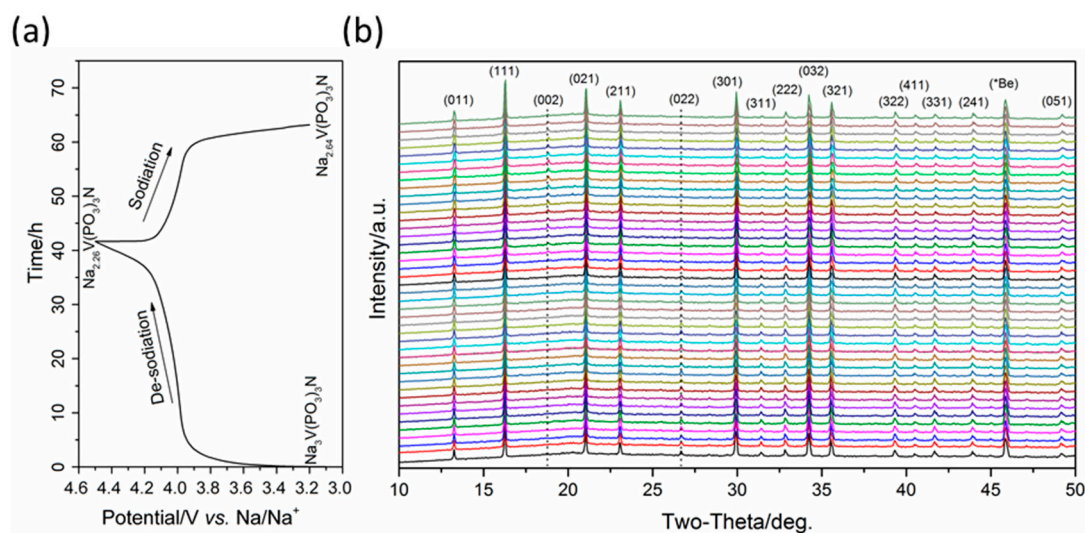 (a)
(b)
70
60
50
40
30
20
10
0
Time/h
Na2.26V(PO3)3N
Sodiation
De-sodiation
Na2.64V(PO3)3N
Na3V(PO3)3N
4.6 4.4 4.2 4.0 3.8 3.6 3.4 3.2 3.0
Potential/V vs. Na/Na+
Intensity/a.u.
(011)
(111)
(002)
(021)
(211)
(022)
(301)
(311)
(222)
(032)
(321)
(322)
(411)
(331)
(241)
(*Be)
(051)
10 15 20 25 30 35 40 45 50
Two-Theta/deg.